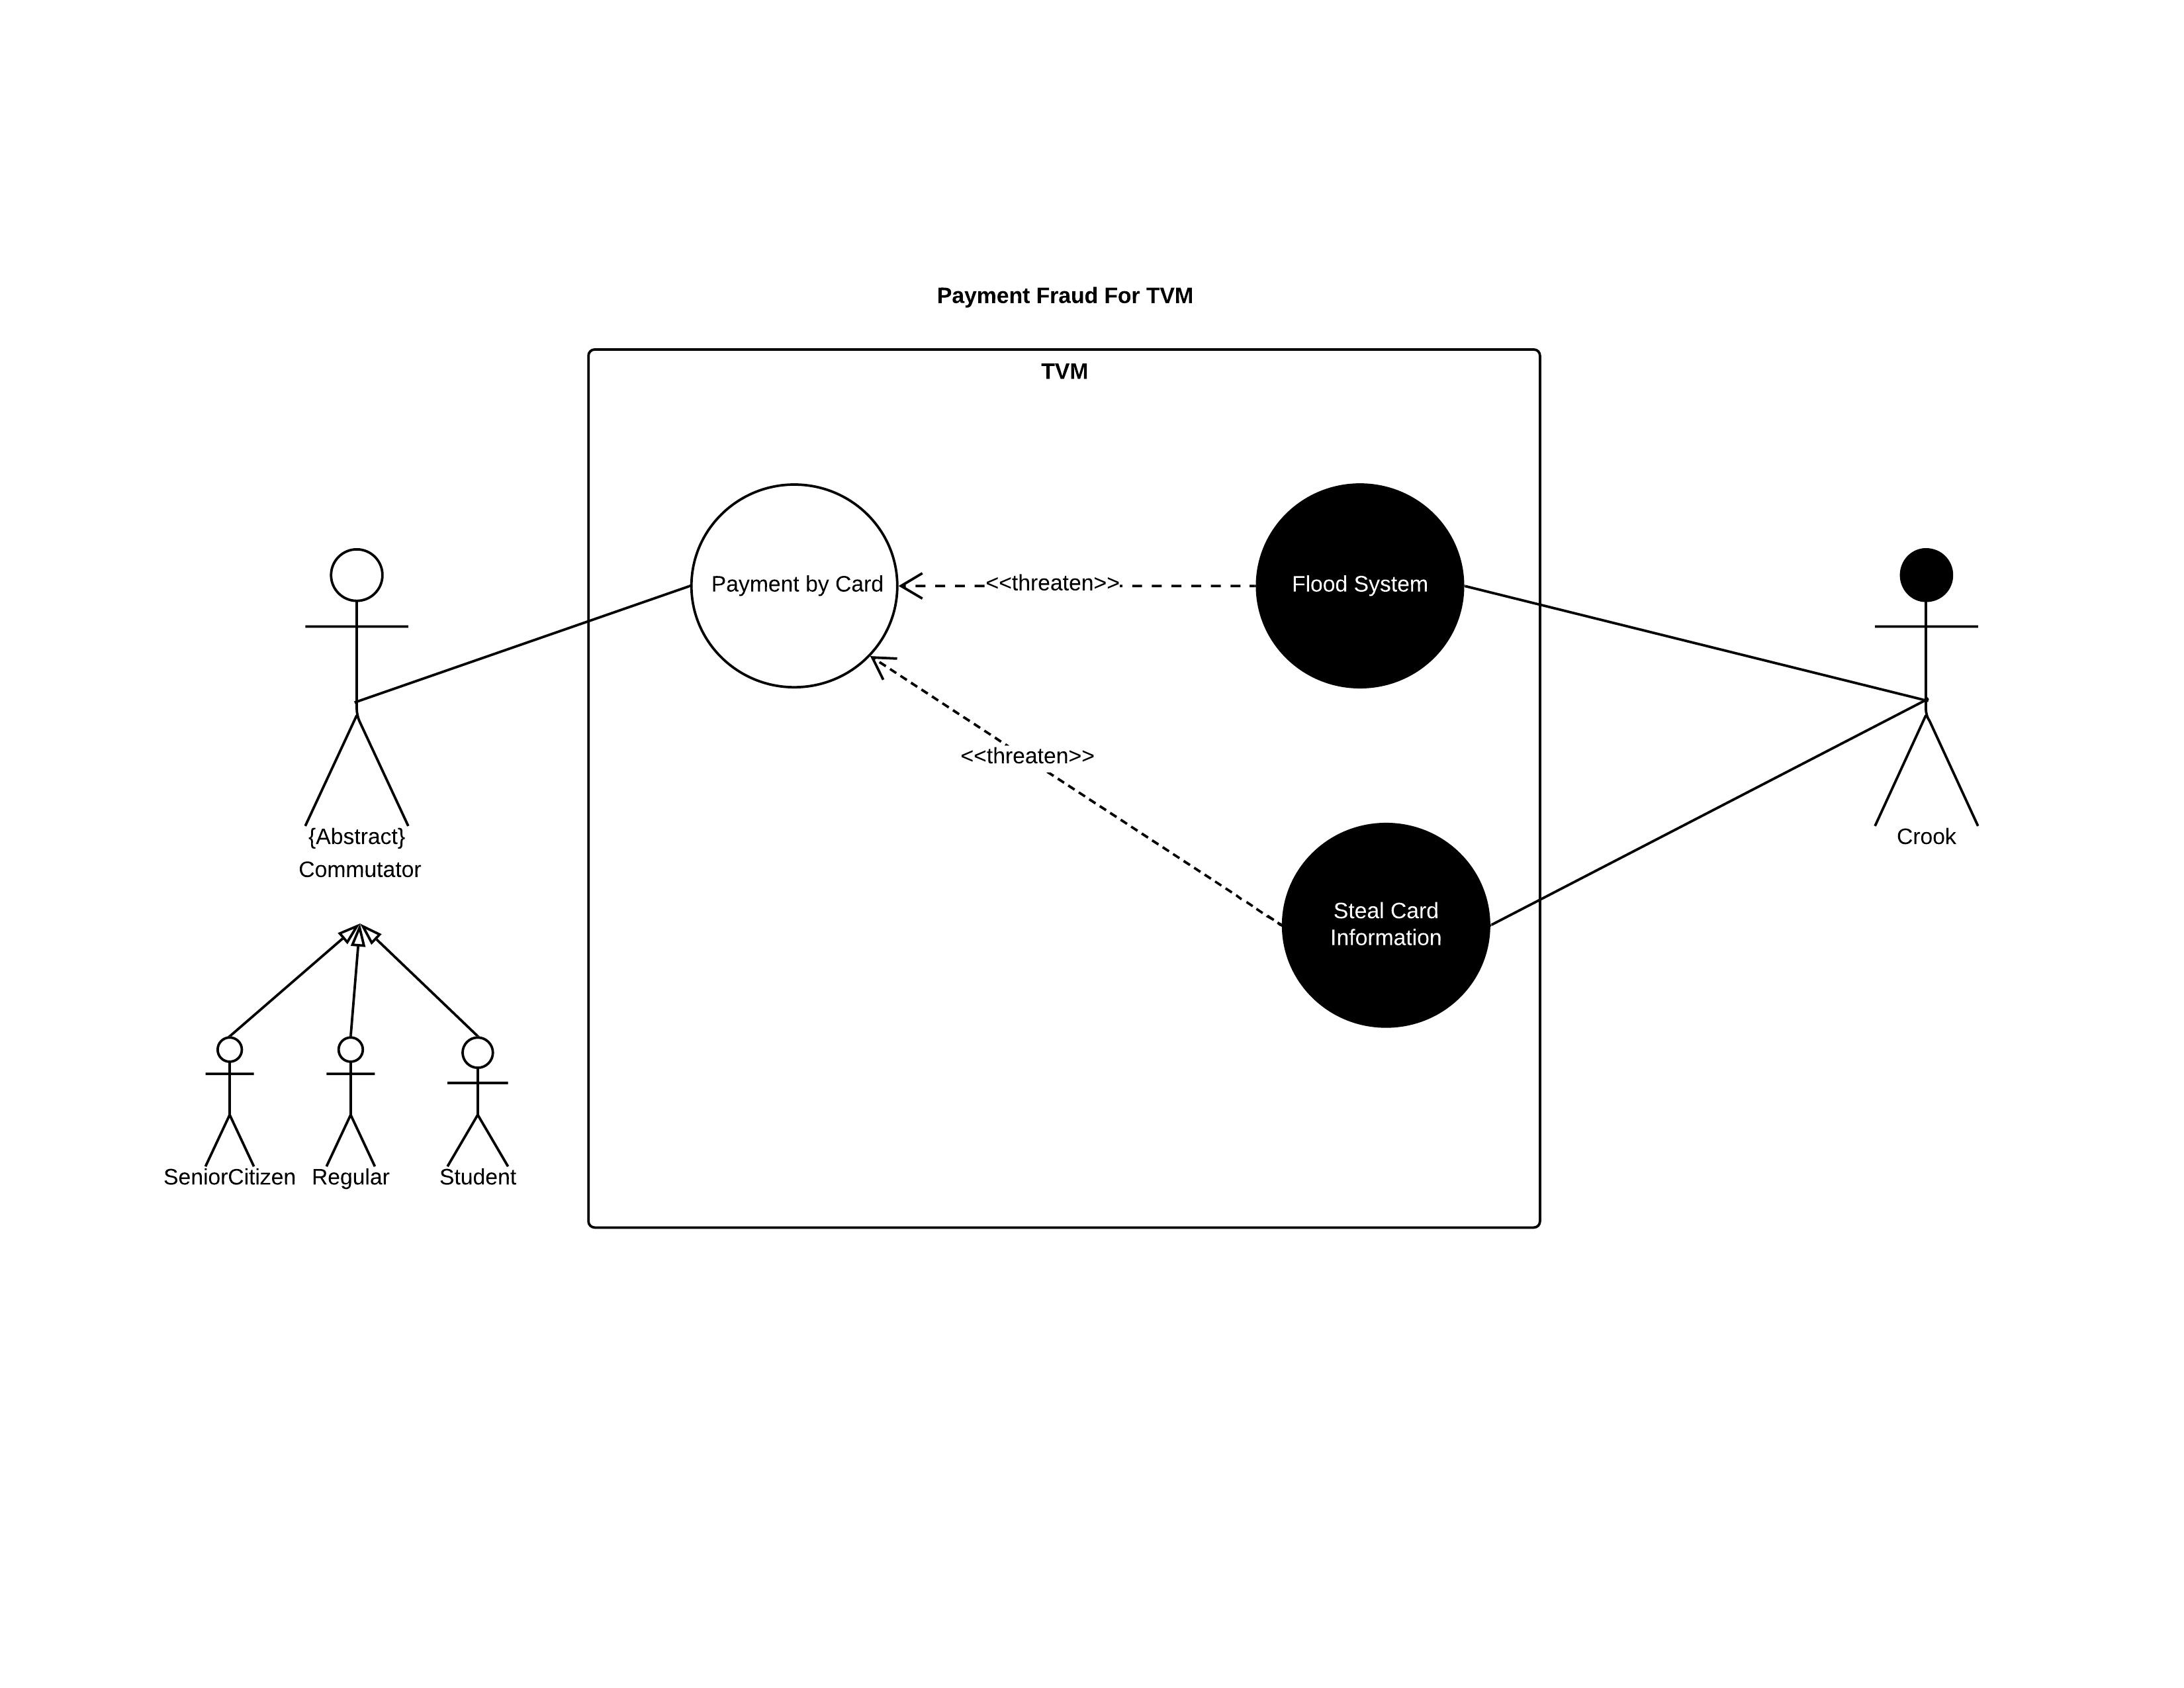 Payment Fraud For TVM
TVM
Payment by Card
<<threaten>>
Flood System
<<threaten>>
{Abstract}
Commutator
Crook
Steal Card
Information
SeniorCitizen
Regular
Student